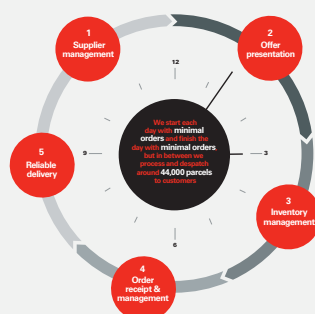 1
Supplier
management
2
Offer
presentation
12
We start each
day with minimal
orders and finish the
day with minimal orders,
but in between we
process and despatch
around 44,000 parcels
to customers
9
3
6
5
Reliable
delivery
3
Inventory
management
4
Order
receipt &
management